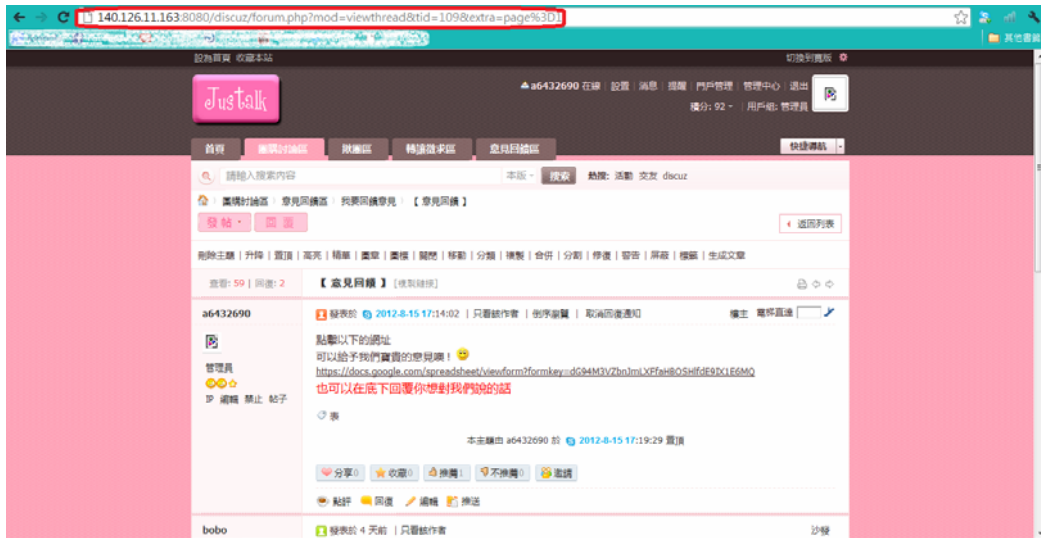 140.126.11.163:8080/discuz/forum.php?mod=viewthread&tid=109&extra=page%3D1
其他書籤
設為首頁 收藏本站
切換到寬版
Justalk
a6432690 在線 | 設置 | 消息 | 提醒 | 門戶管理 | 管理中心 | 退出
積分: 92 | 用戶組: 管理員
首頁 團購討論區 揪團區 轉讓徵求區 意見回饋區
快捷導航
請輸入搜索內容 本版 搜索 熱搜: 活動 交友 discuz
團購討論區 › 意見回饋區 › 我要回饋意見 › 【 意見回饋 】
發帖 回覆
返回列表
刪除主題 | 升降 | 置頂 | 高亮 | 精華 | 圖章 | 圖標 | 關閉 | 移動 | 分類 | 複製 | 合併 | 分割 | 修復 | 警告 | 屏蔽 | 標籤 | 生成文章
查看: 59 | 回復: 2
【 意見回饋 】 [複製鏈接]
a6432690
發表於 2012-8-15 17:14:02 | 只看該作者 | 倒序瀏覽 | 取消回復通知
樓主 電梯直達
管理員
IP 編輯 禁止 帖子
點擊以下的網址
可以給予我們寶貴的意見噢！
https://docs.google.com/spreadsheet/viewform?formkey=dG94M3VZbnJmLXFfaHBOSHlfdE9IX1E6MQ
也可以在底下回覆你想對我們說的話
表
本主題由 a6432690 於 2012-8-15 17:19:29 置頂
分享0 收藏0 推薦1 不推薦0 邀請
點評 回復 編輯 推送
bobo
發表於 4 天前 | 只看該作者
沙發